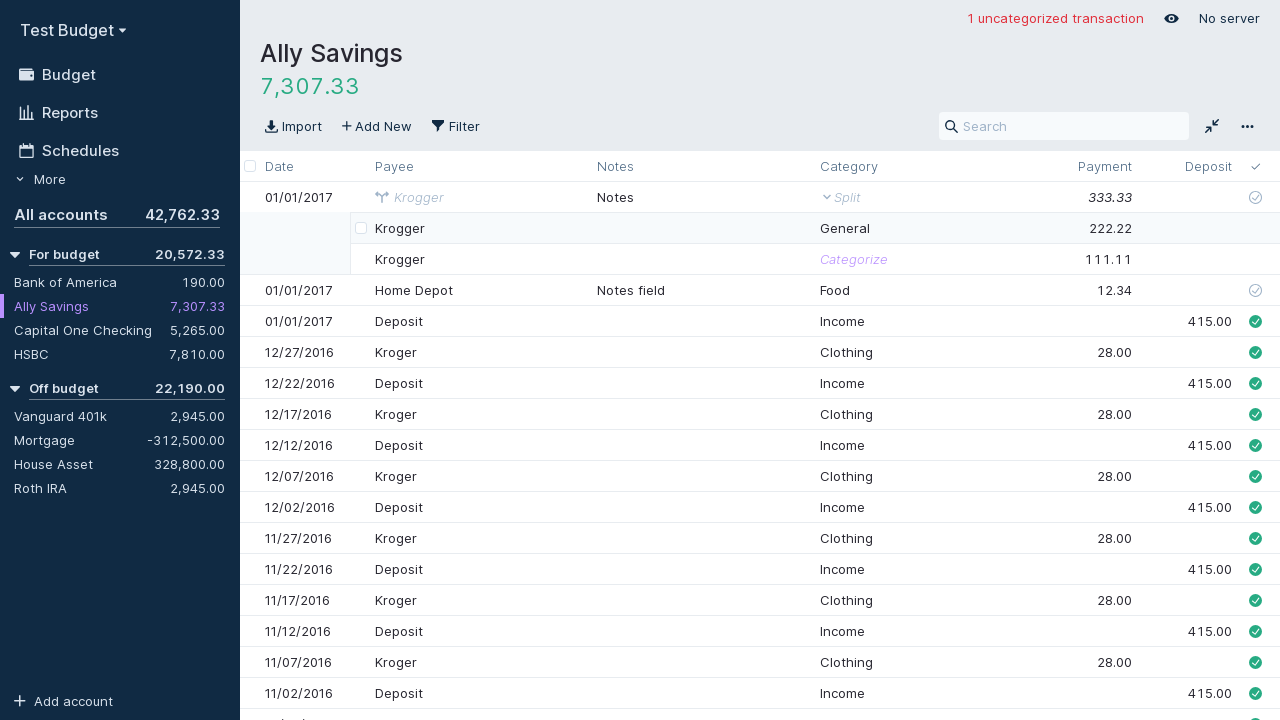 Test Budget
Budget
Reports
Schedules
More
All accounts 42,762.33
For budget 20,572.33
Bank of America 190.00
Ally Savings 7,307.33
Capital One Checking 5,265.00
HSBC 7,810.00
Off budget 22,190.00
Vanguard 401k 2,945.00
Mortgage -312,500.00
House Asset 328,800.00
Roth IRA 2,945.00
Add account
1 uncategorized transaction No server
Ally Savings
7,307.33
Import Add New Filter Search
Date Payee Notes Category Payment Deposit
01/01/2017 Krogger Notes Split 333.33
Krogger General 222.22
Krogger Categorize 111.11
01/01/2017 Home Depot Notes field Food 12.34
01/01/2017 Deposit Income 415.00
12/27/2016 Kroger Clothing 28.00
12/22/2016 Deposit Income 415.00
12/17/2016 Kroger Clothing 28.00
12/12/2016 Deposit Income 415.00
12/07/2016 Kroger Clothing 28.00
12/02/2016 Deposit Income 415.00
11/27/2016 Kroger Clothing 28.00
11/22/2016 Deposit Income 415.00
11/17/2016 Kroger Clothing 28.00
11/12/2016 Deposit Income 415.00
11/07/2016 Kroger Clothing 28.00
11/02/2016 Deposit Income 415.00